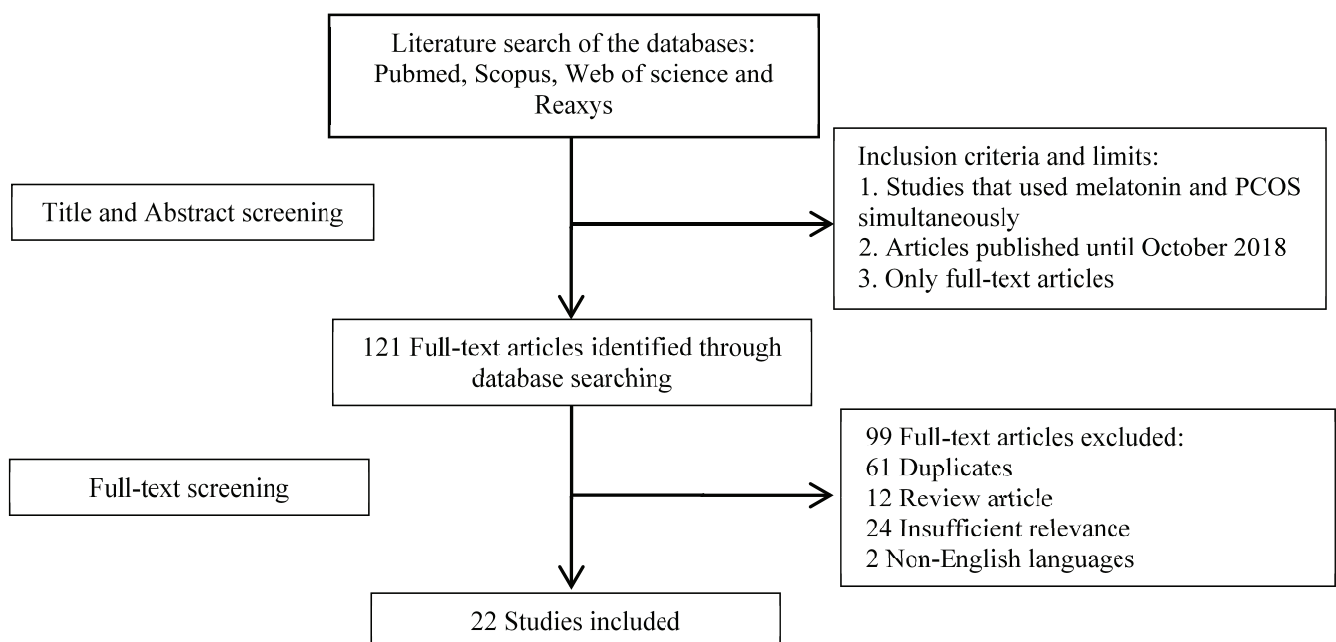 Literature search of the databases:
Pubmed, Scopus, Web of science and
Reaxys
Title and Abstract screening
Inclusion criteria and limits:
1. Studies that used melatonin and PCOS
simultaneously
2. Articles published until October 2018
3. Only full-text articles
121 Full-text articles identified through
database searching
Full-text screening
99 Full-text articles excluded:
61 Duplicates
12 Review article
24 Insufficient relevance
2 Non-English languages
22 Studies included